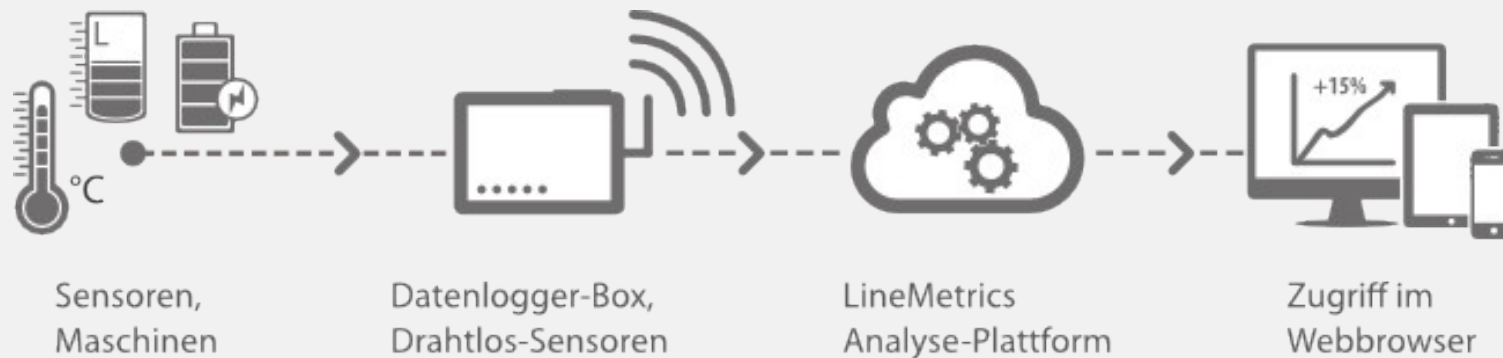 L
°C
+15%
Sensoren,
Maschinen
Datenlogger-Box,
Drahtlos-Sensoren
LineMetrics
Analyse-Plattform
Zugriff im
Webbrowser